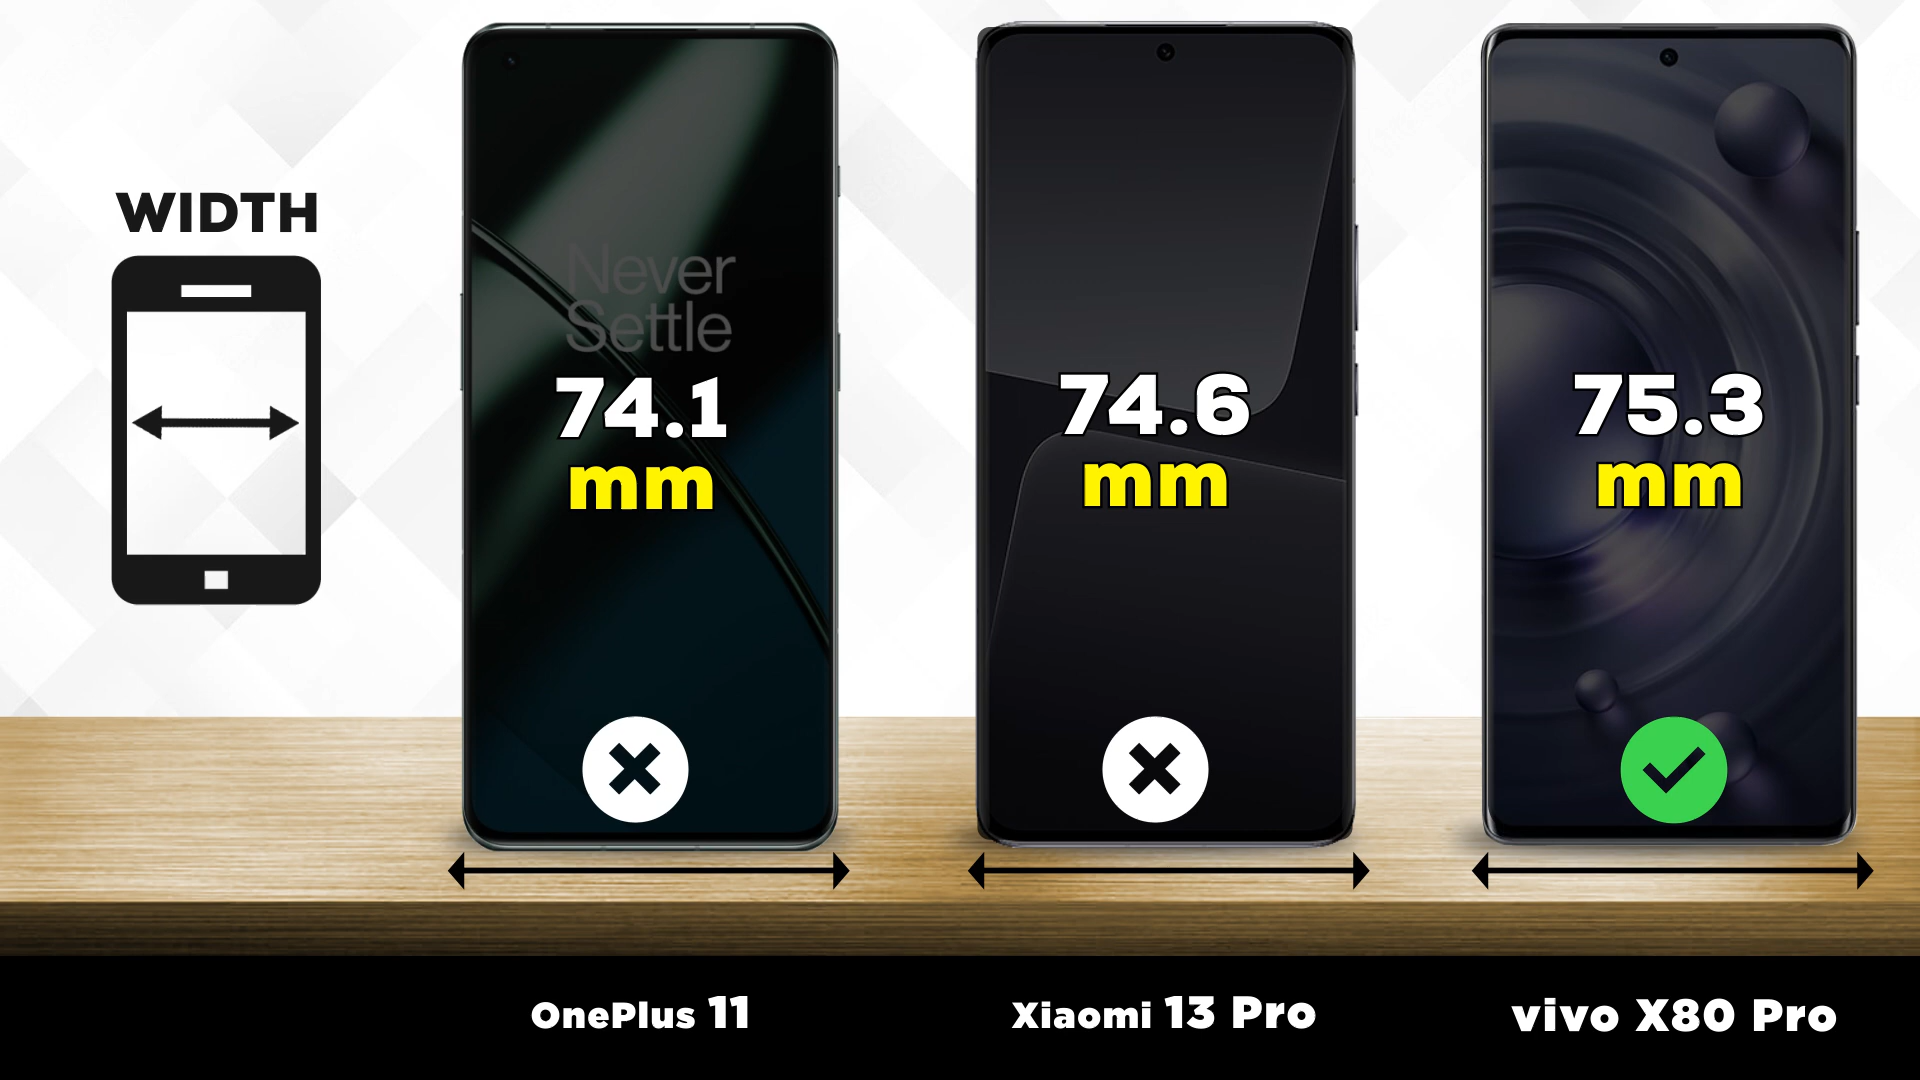 WIDTH
Never
Settle
74.1
mm
74.6
mm
75.3
mm
OnePlus 11
Xiaomi 13 Pro
vivo X80 Pro